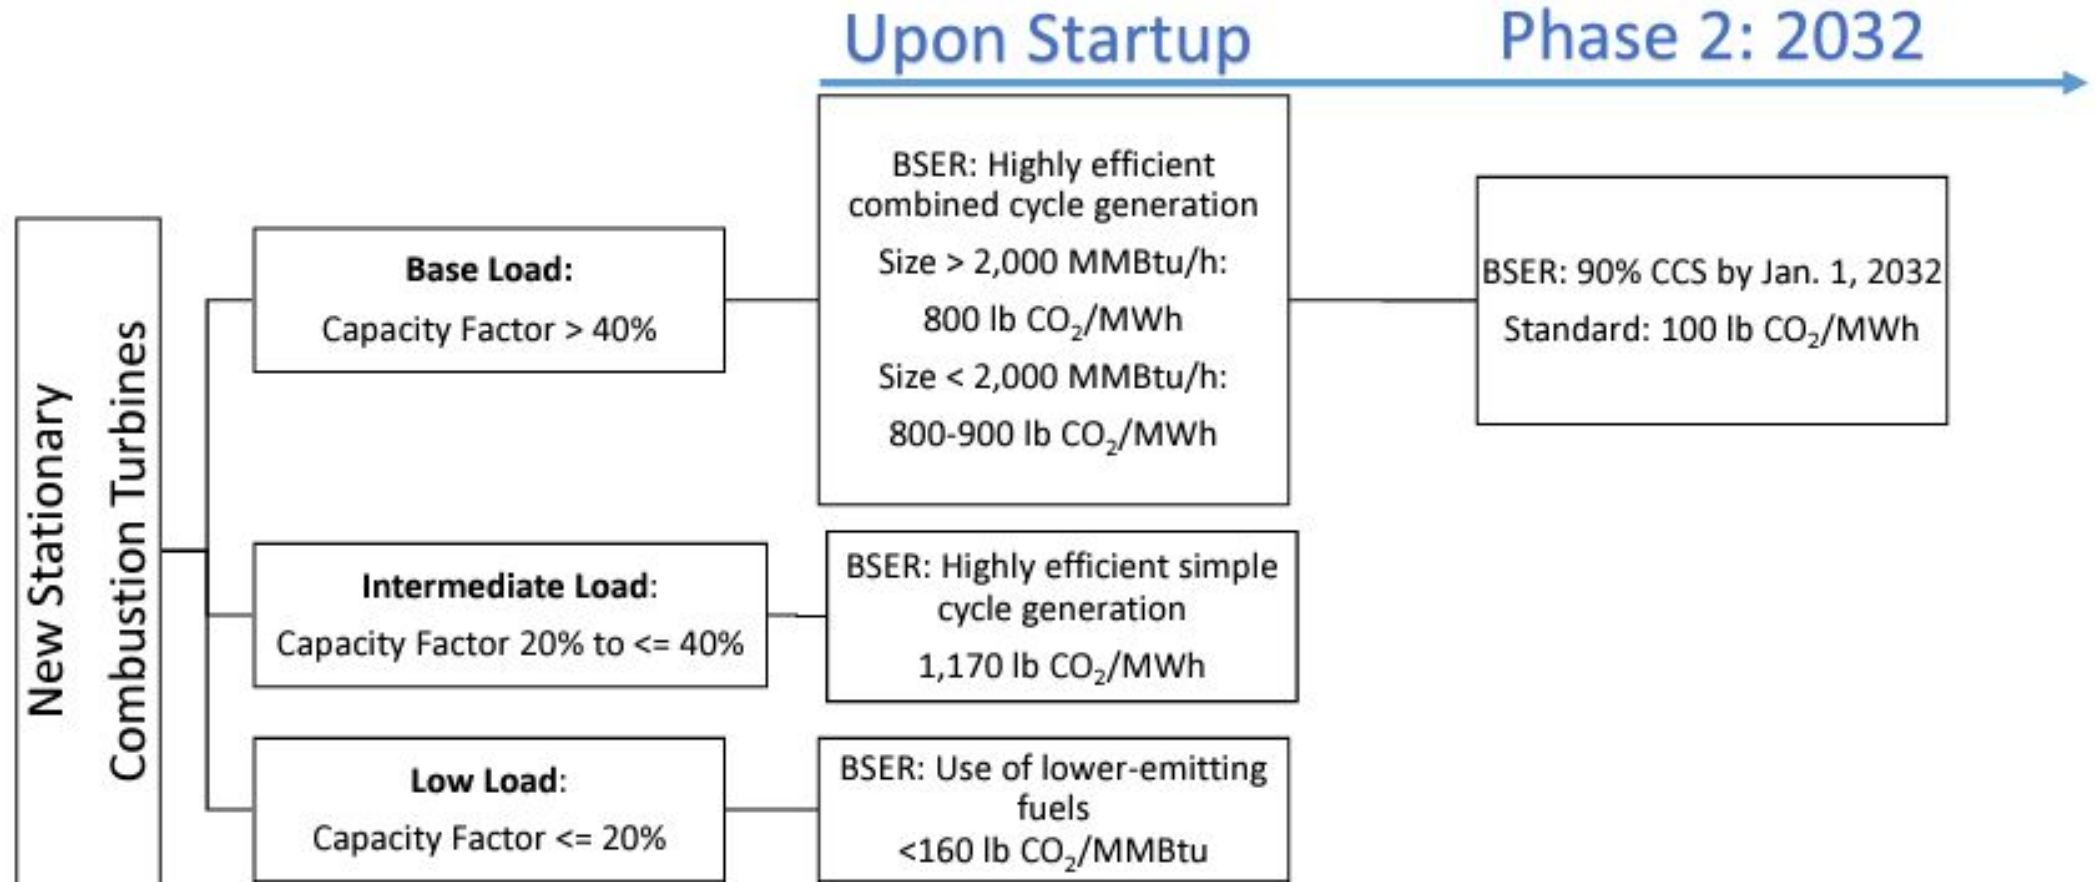 Upon Startup
Phase 2: 2032
New Stationary
Combustion Turbines
Base Load:
Capacity Factor > 40%
BSER: Highly efficient
combined cycle generation
Size > 2,000 MMBtu/h:
800 lb CO₂/MWh
Size < 2,000 MMBtu/h:
800-900 lb CO₂/MWh
BSER: 90% CCS by Jan. 1, 2032
Standard: 100 lb CO₂/MWh
Intermediate Load:
Capacity Factor 20% to <= 40%
BSER: Highly efficient simple
cycle generation
1,170 lb CO₂/MWh
Low Load:
Capacity Factor <= 20%
BSER: Use of lower-emitting
fuels
<160 lb CO₂/MMBtu